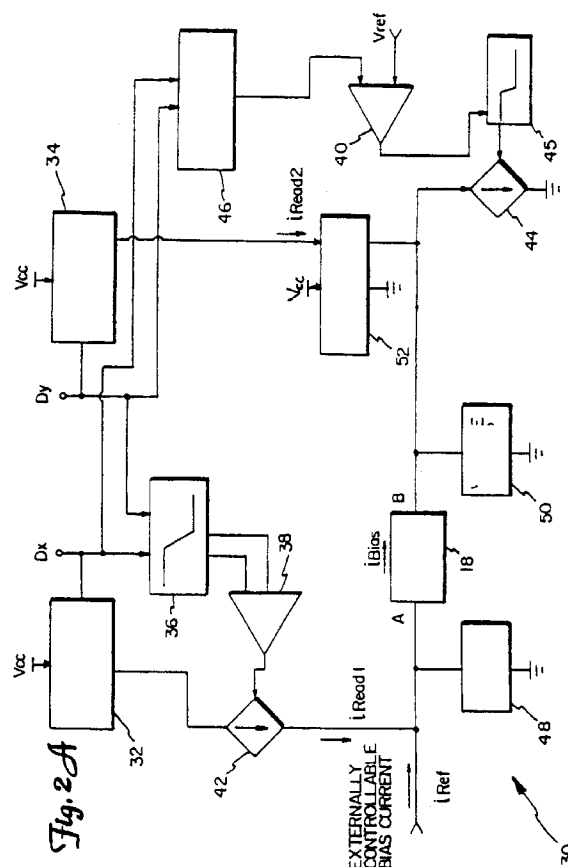 Fig. 2A
Vcc
32
Dx
Dy
Vcc
34
36
38
42
46
iRead2
Vcc
52
40
Vref
45
44
iRead1
EXTERNALLY
CONTROLLABLE
BIAS CURRENT
iRef
A
iBias
B
18
48
50
30